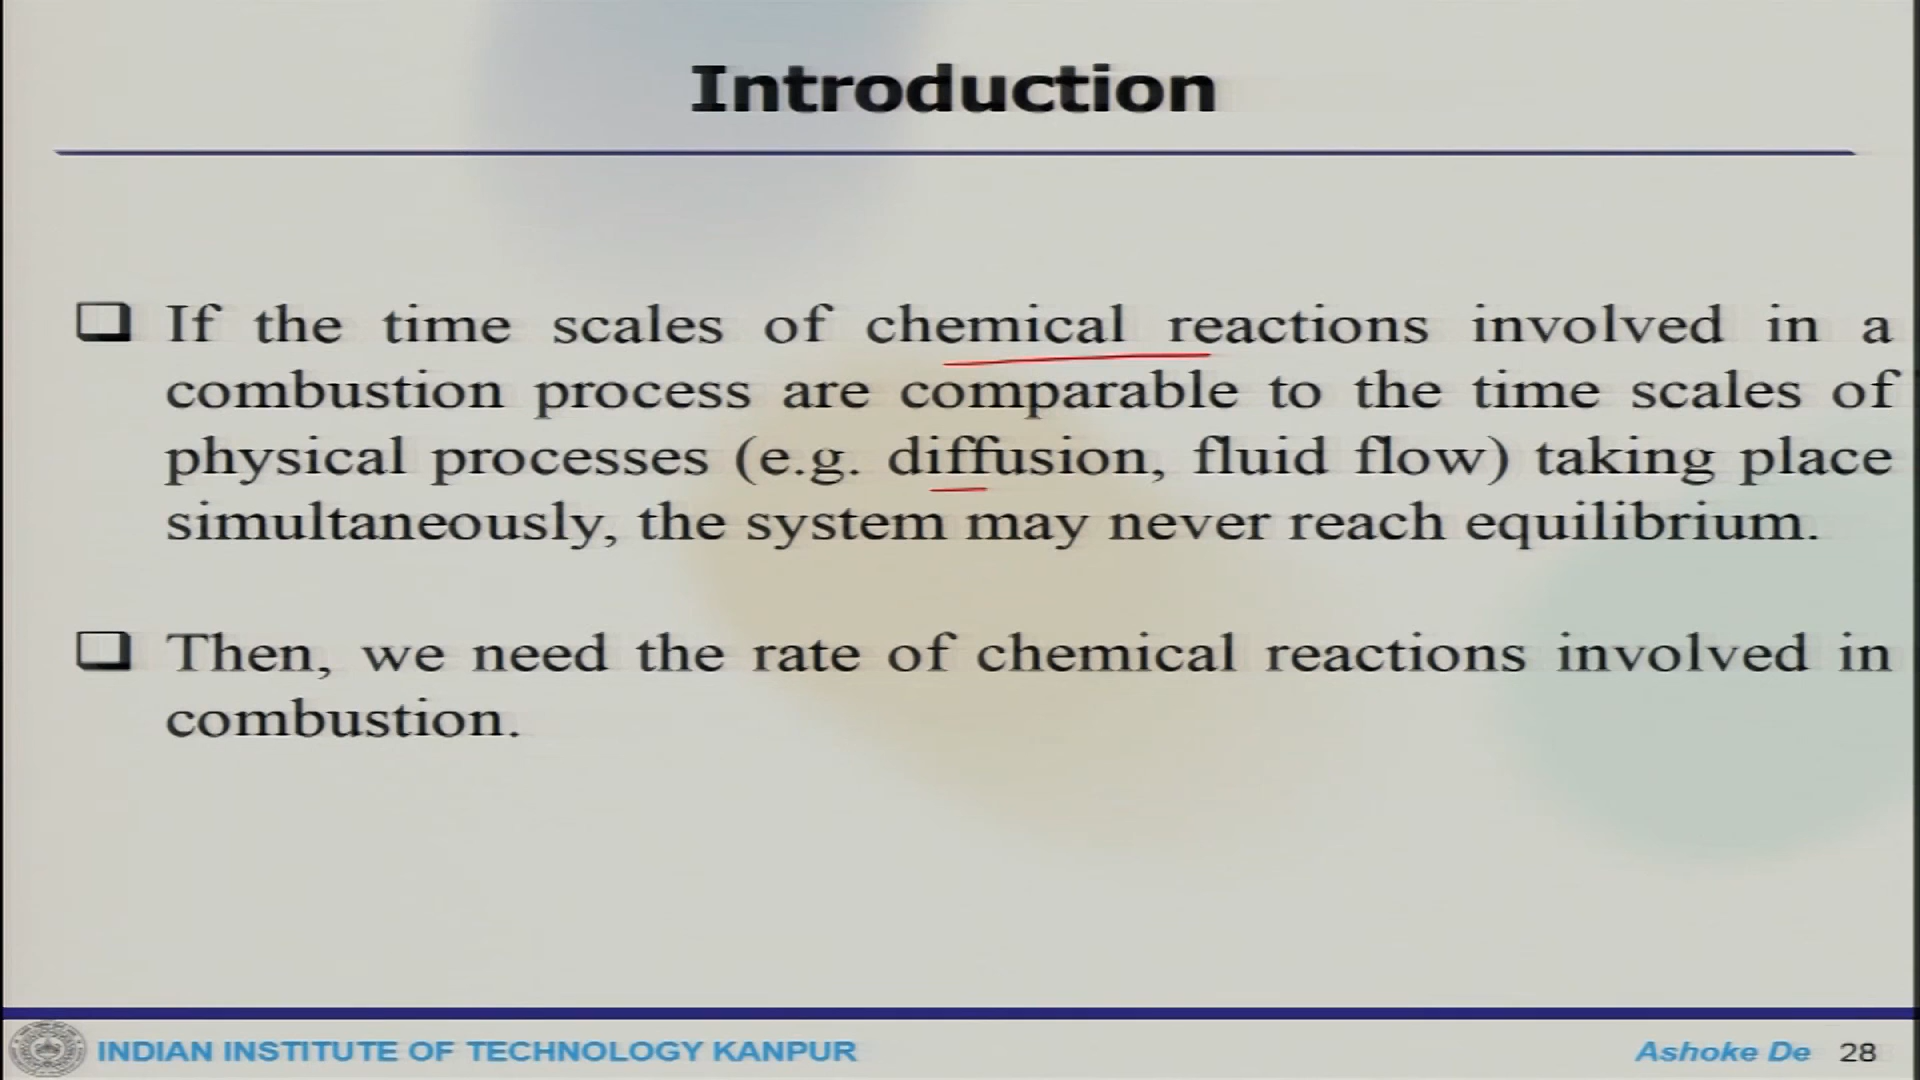 Introduction
If the time scales of chemical reactions involved in a
combustion process are comparable to the time scales of
physical processes (e.g. diffusion, fluid flow) taking place
simultaneously, the system may never reach equilibrium.
Then, we need the rate of chemical reactions involved in
combustion.
INDIAN INSTITUTE OF TECHNOLOGY KANPUR
Ashoke De 28